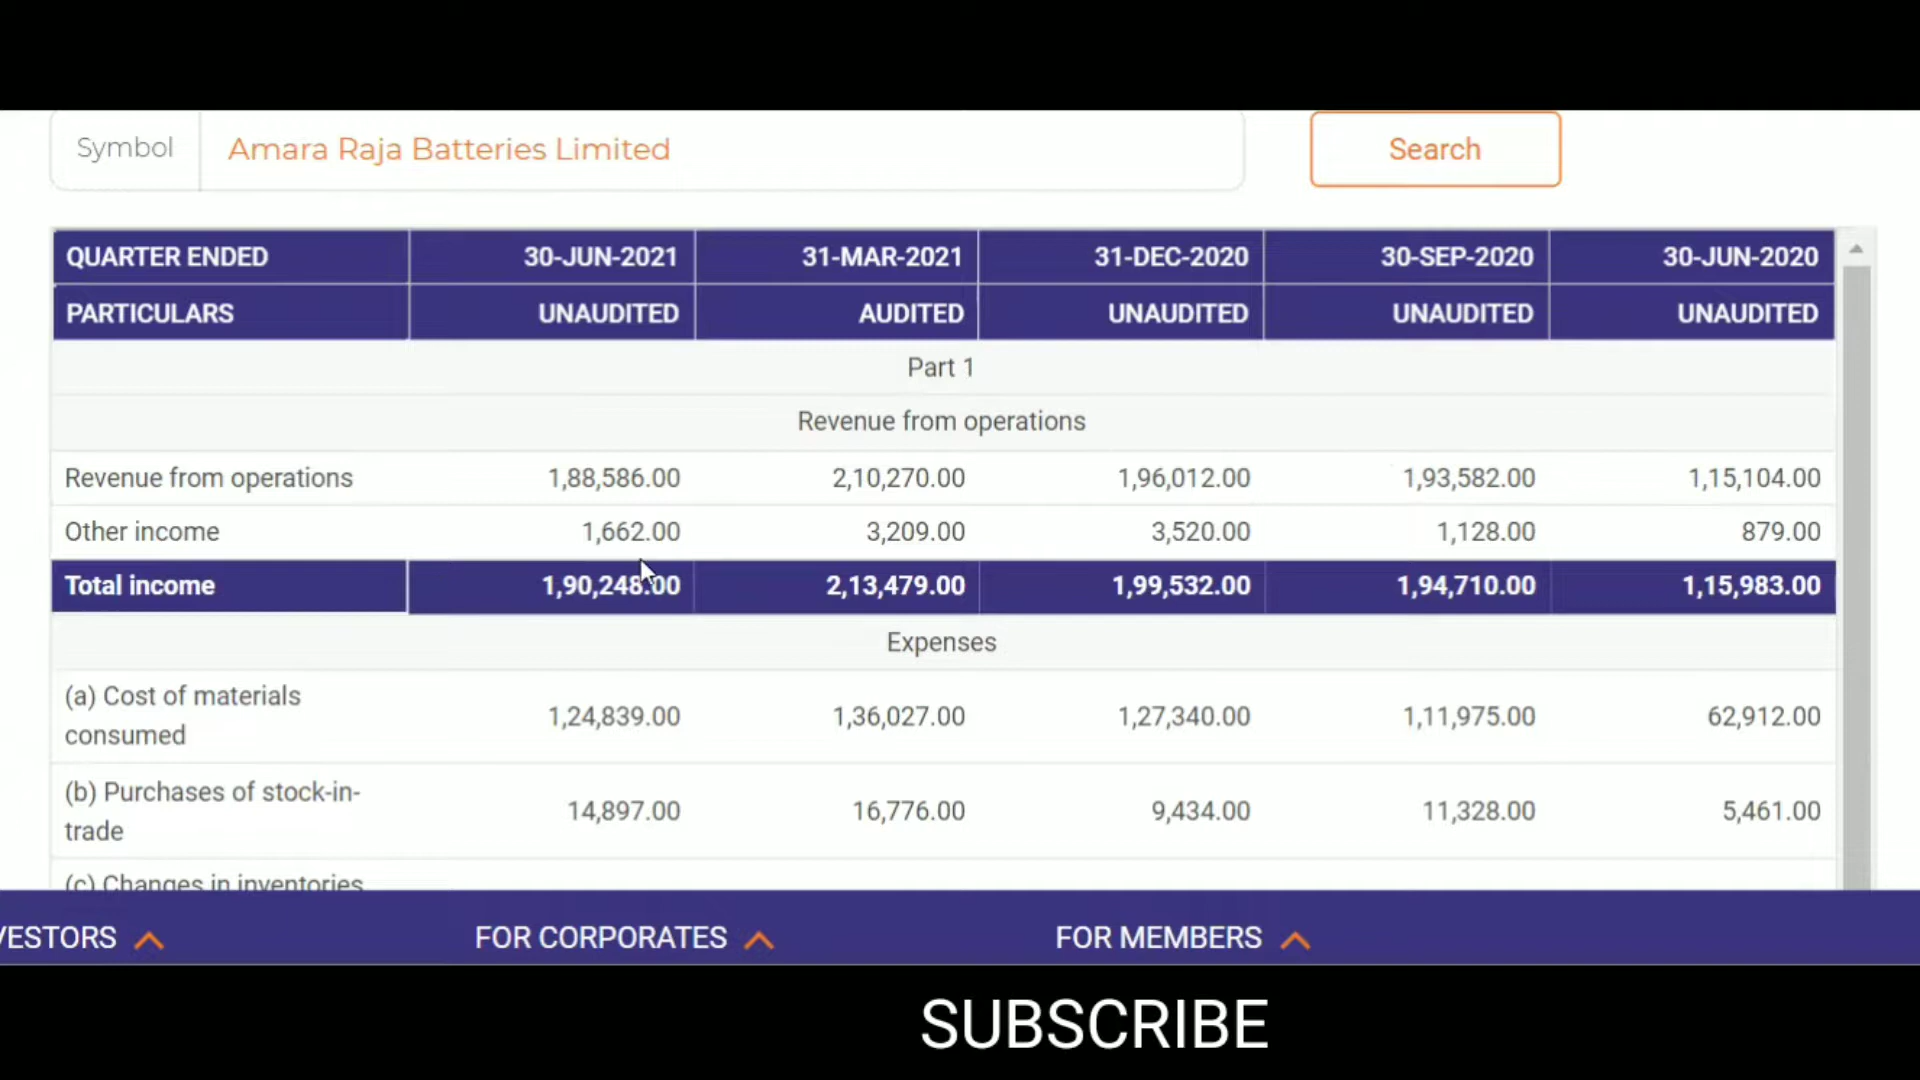 Symbol Amara Raja Batteries Limited Search
QUARTER ENDED 30-JUN-2021 31-MAR-2021 31-DEC-2020 30-SEP-2020 30-JUN-2020
PARTICULARS UNAUDITED AUDITED UNAUDITED UNAUDITED UNAUDITED
Part 1
Revenue from operations
Revenue from operations 1,88,586.00 2,10,270.00 1,96,012.00 1,93,582.00 1,15,104.00
Other income 1,662.00 3,209.00 3,520.00 1,128.00 879.00
Total income 1,90,248.00 2,13,479.00 1,99,532.00 1,94,710.00 1,15,983.00
Expenses
(a) Cost of materials
consumed 1,24,839.00 1,36,027.00 1,27,340.00 1,11,975.00 62,912.00
(b) Purchases of stock-in-
trade 14,897.00 16,776.00 9,434.00 11,328.00 5,461.00
(c) Changes in inventories
VESTORS FOR CORPORATES FOR MEMBERS
SUBSCRIBE